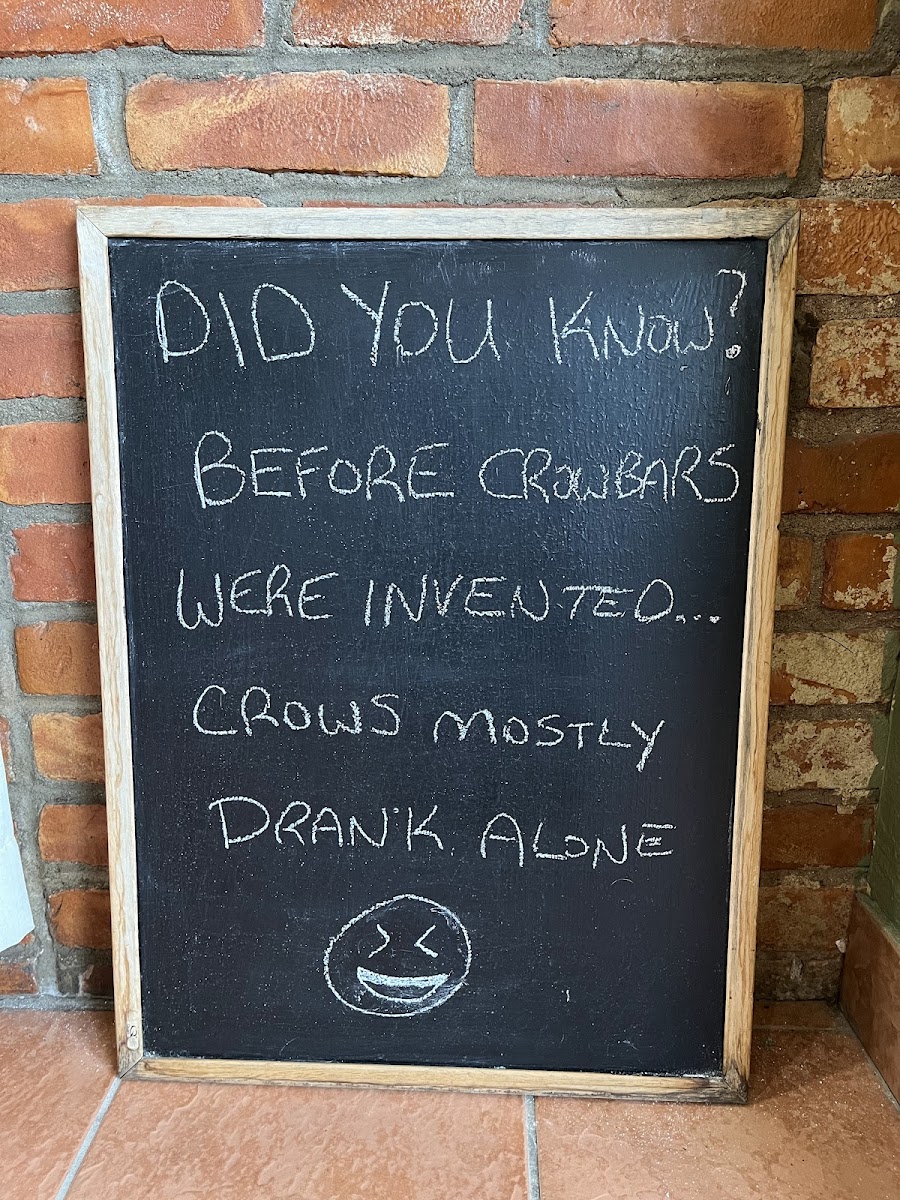 DID YOU KNOW?
BEFORE CROWBARS
WERE INVENTED...
CROWS MOSTLY
DRANK ALONE